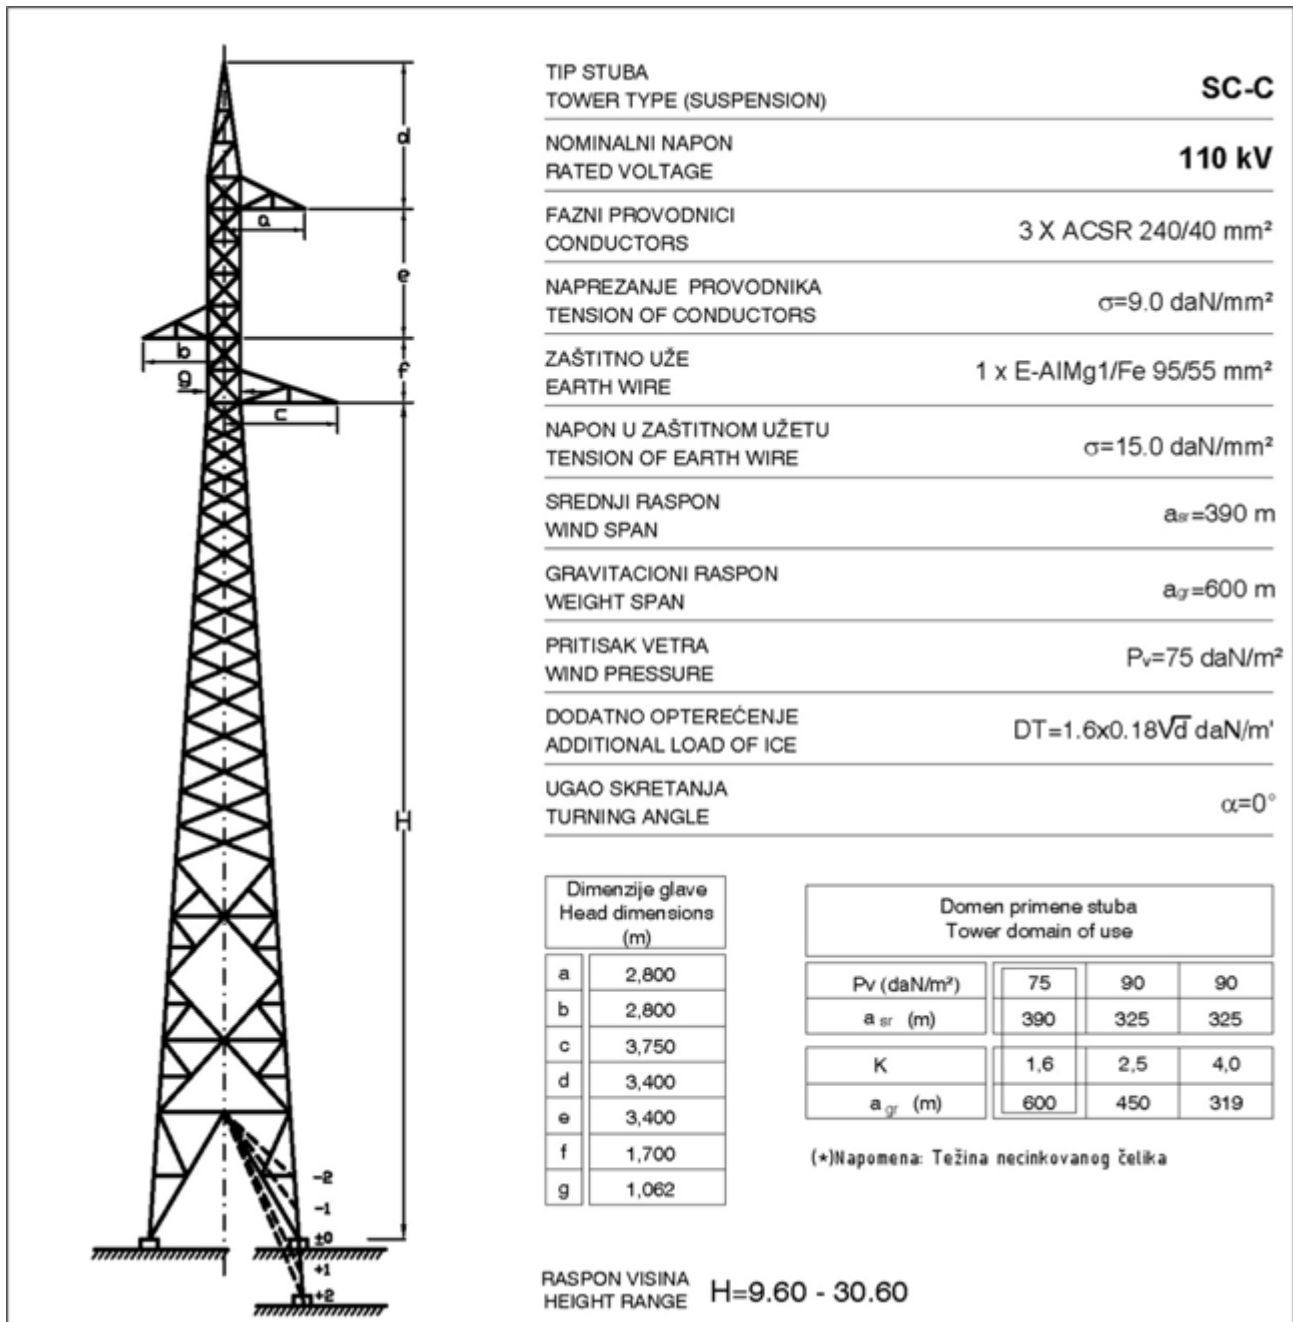 TIP STUBA
TOWER TYPE (SUSPENSION)
SC-C
NOMINALNI NAPON
RATED VOLTAGE
110 kV
FAZNI PROVODNICI
CONDUCTORS
3 X ACSR 240/40 mm²
NAPREZANJE PROVODNIKA
TENSION OF CONDUCTORS
σ=9.0 daN/mm²
ZAŠTITNO UŽE
EARTH WIRE
1 x E-AlMg1/Fe 95/55 mm²
NAPON U ZAŠTITNOM UŽETU
TENSION OF EARTH WIRE
σ=15.0 daN/mm²
SREDNJI RASPON
WIND SPAN
asr=390 m
GRAVITACIONI RASPON
WEIGHT SPAN
agr=600 m
PRITISAK VETRA
WIND PRESSURE
Pv=75 daN/m²
DODATNO OPTEREĆENJE
ADDITIONAL LOAD OF ICE
DT=1.6x0.18√d daN/m'
UGAO SKRETANJA
TURNING ANGLE
α=0°
d
a
e
b
g
f
c
H
-2
-1
±0
+1
+2
Dimenzije glave
Head dimensions
(m)
a 2,800
b 2,800
c 3,750
d 3,400
e 3,400
f 1,700
g 1,062
Domen primene stuba
Tower domain of use
Pv (daN/m²) 75 90 90
a sr (m) 390 325 325
K 1,6 2,5 4,0
a gr (m) 600 450 319
(*)Napomena: Težina necinkovanog čelika
RASPON VISINA
HEIGHT RANGE
H=9.60 - 30.60